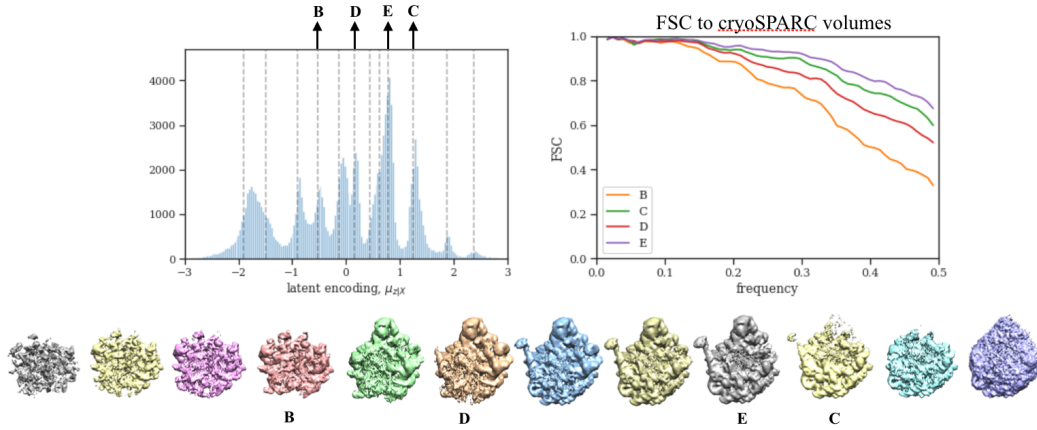 B D E C
FSC to cryoSPARC volumes
4000
3000
2000
1000
0
−3 −2 −1 0 1 2 3
latent encoding, μz|X
1.0
0.8
0.6
0.4
0.2
0.0
FSC
B
C
D
E
0.0 0.1 0.2 0.3 0.4 0.5
frequency
B D E C